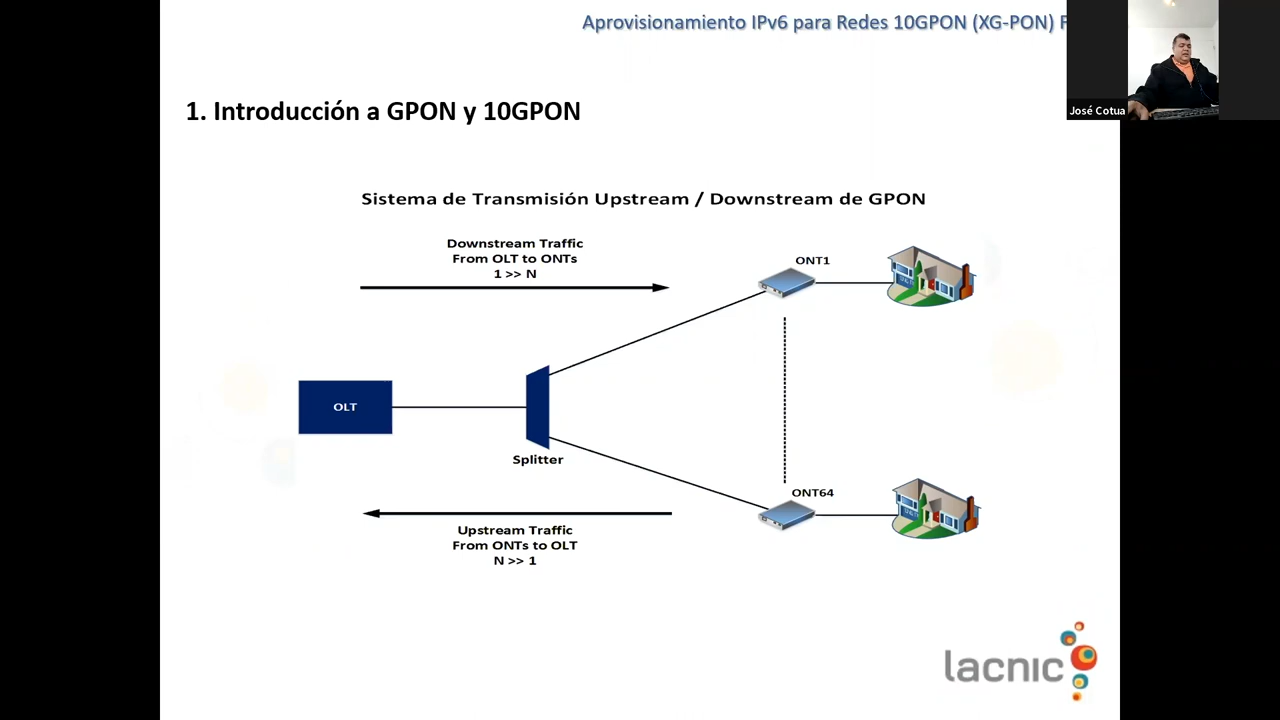 Aprovisionamiento IPv6 para Redes 10GPON (XG-PON) F
José Cotua
1. Introducción a GPON y 10GPON
Sistema de Transmisión Upstream / Downstream de GPON
Downstream Traffic
From OLT to ONTs
1 >> N
ONT1
OLT
Splitter
ONT64
Upstream Traffic
From ONTs to OLT
N >> 1
lacnic